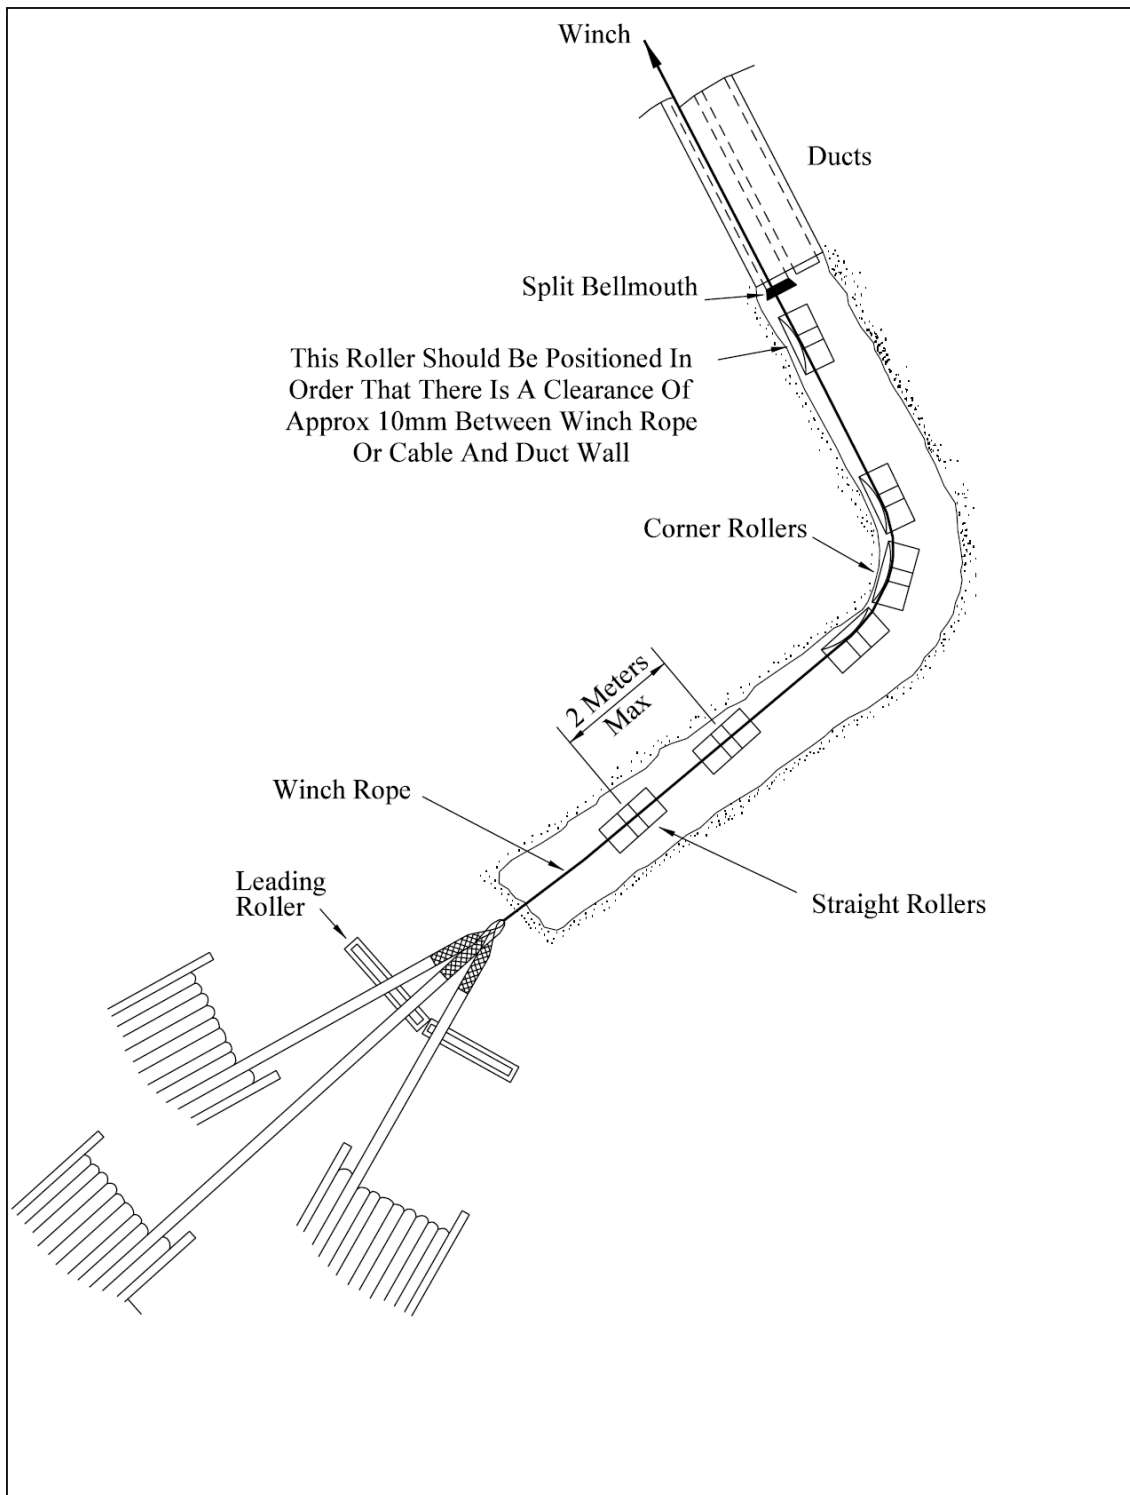 Winch
Ducts
Split Bellmouth
This Roller Should Be Positioned In
Order That There Is A Clearance Of
Approx 10mm Between Winch Rope
Or Cable And Duct Wall
Corner Rollers
2 Meters
Max
Winch Rope
Leading
Roller
Straight Rollers